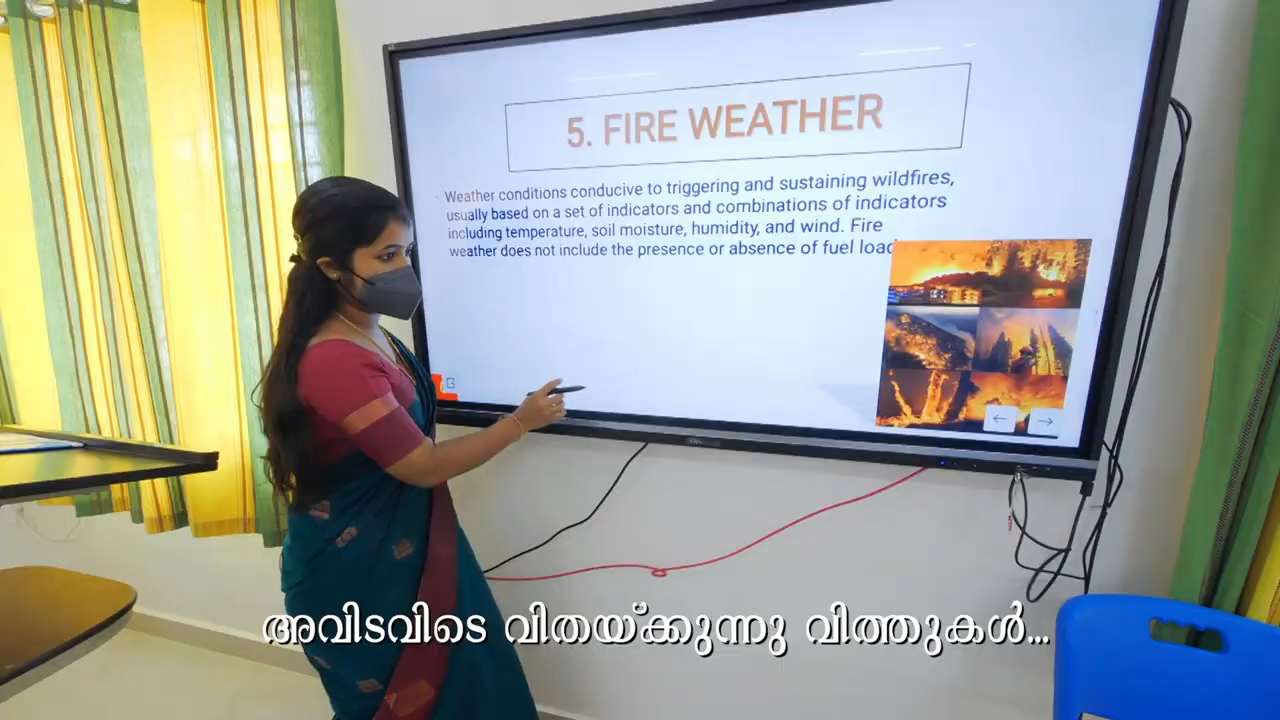 5. FIRE WEATHER
Weather conditions conducive to triggering and sustaining wildfires,
usually based on a set of indicators and combinations of indicators
including temperature, soil moisture, humidity, and wind. Fire
weather does not include the presence or absence of fuel load
അവിടവിടെ വിതയ്ക്കുന്നു വിത്തുകൾ...